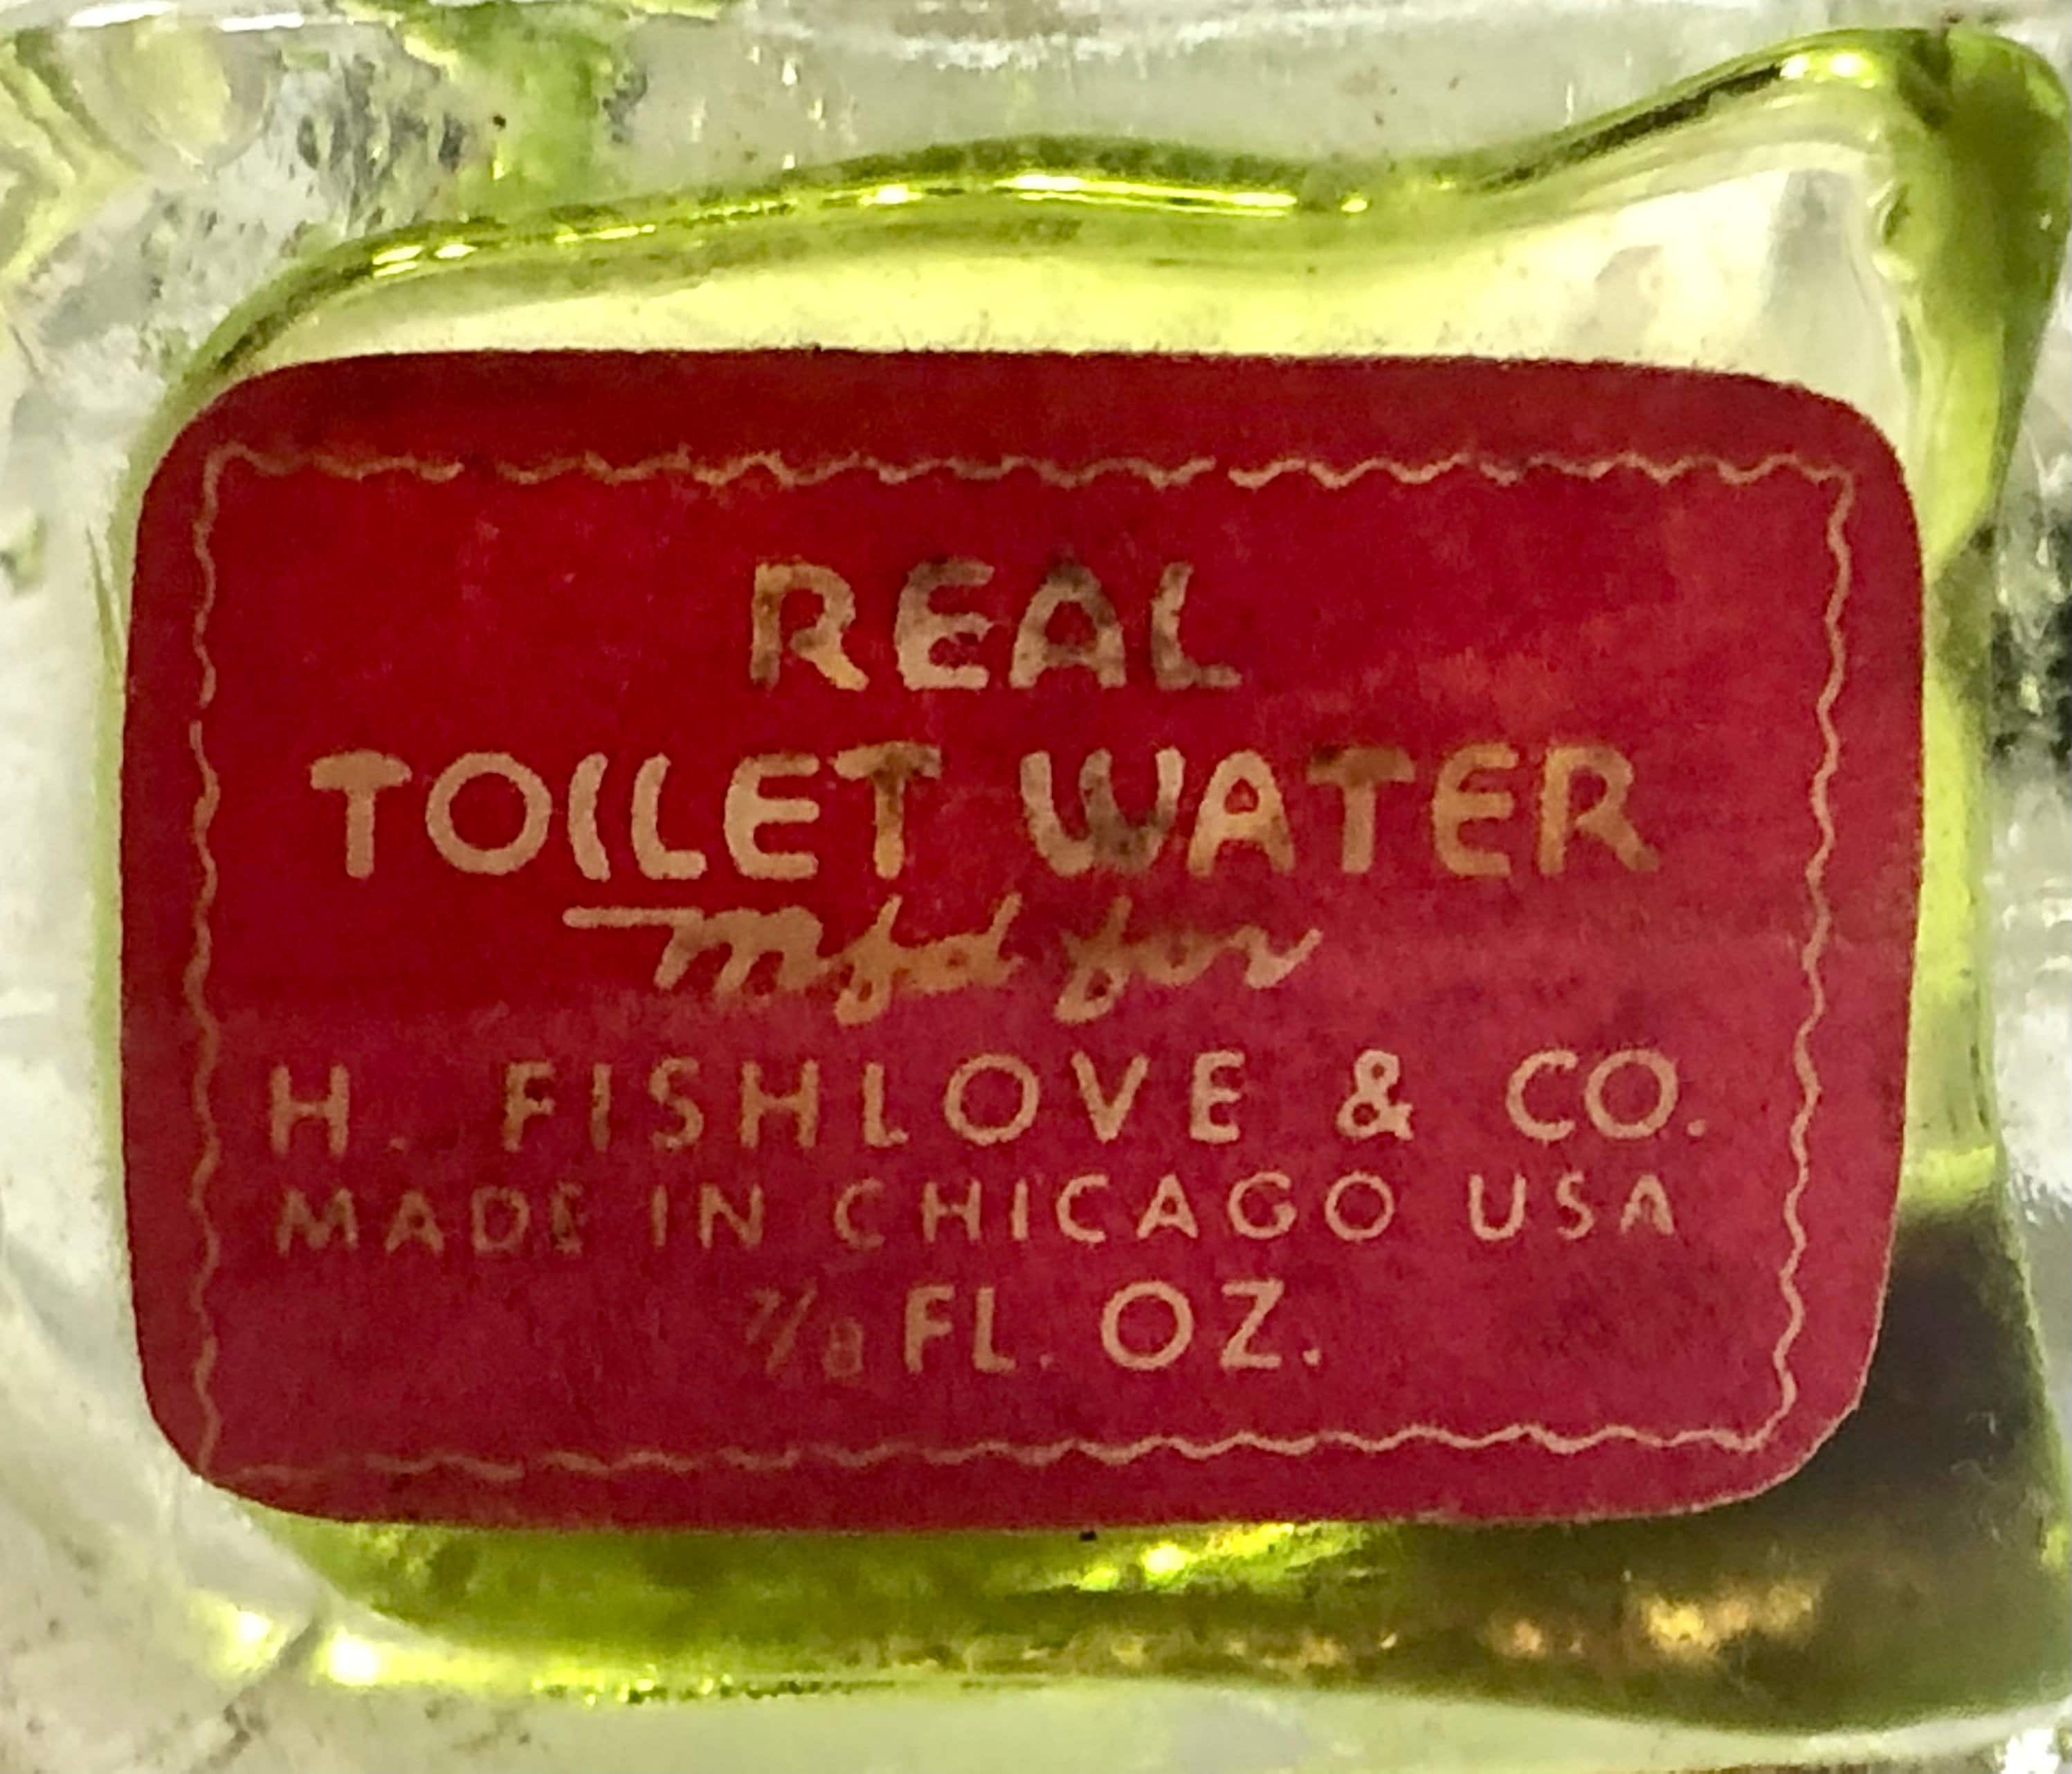 REAL
TOILET WATER
Mfd for
H. FISHLOVE & CO.
MADE IN CHICAGO USA
7/8 FL. OZ.